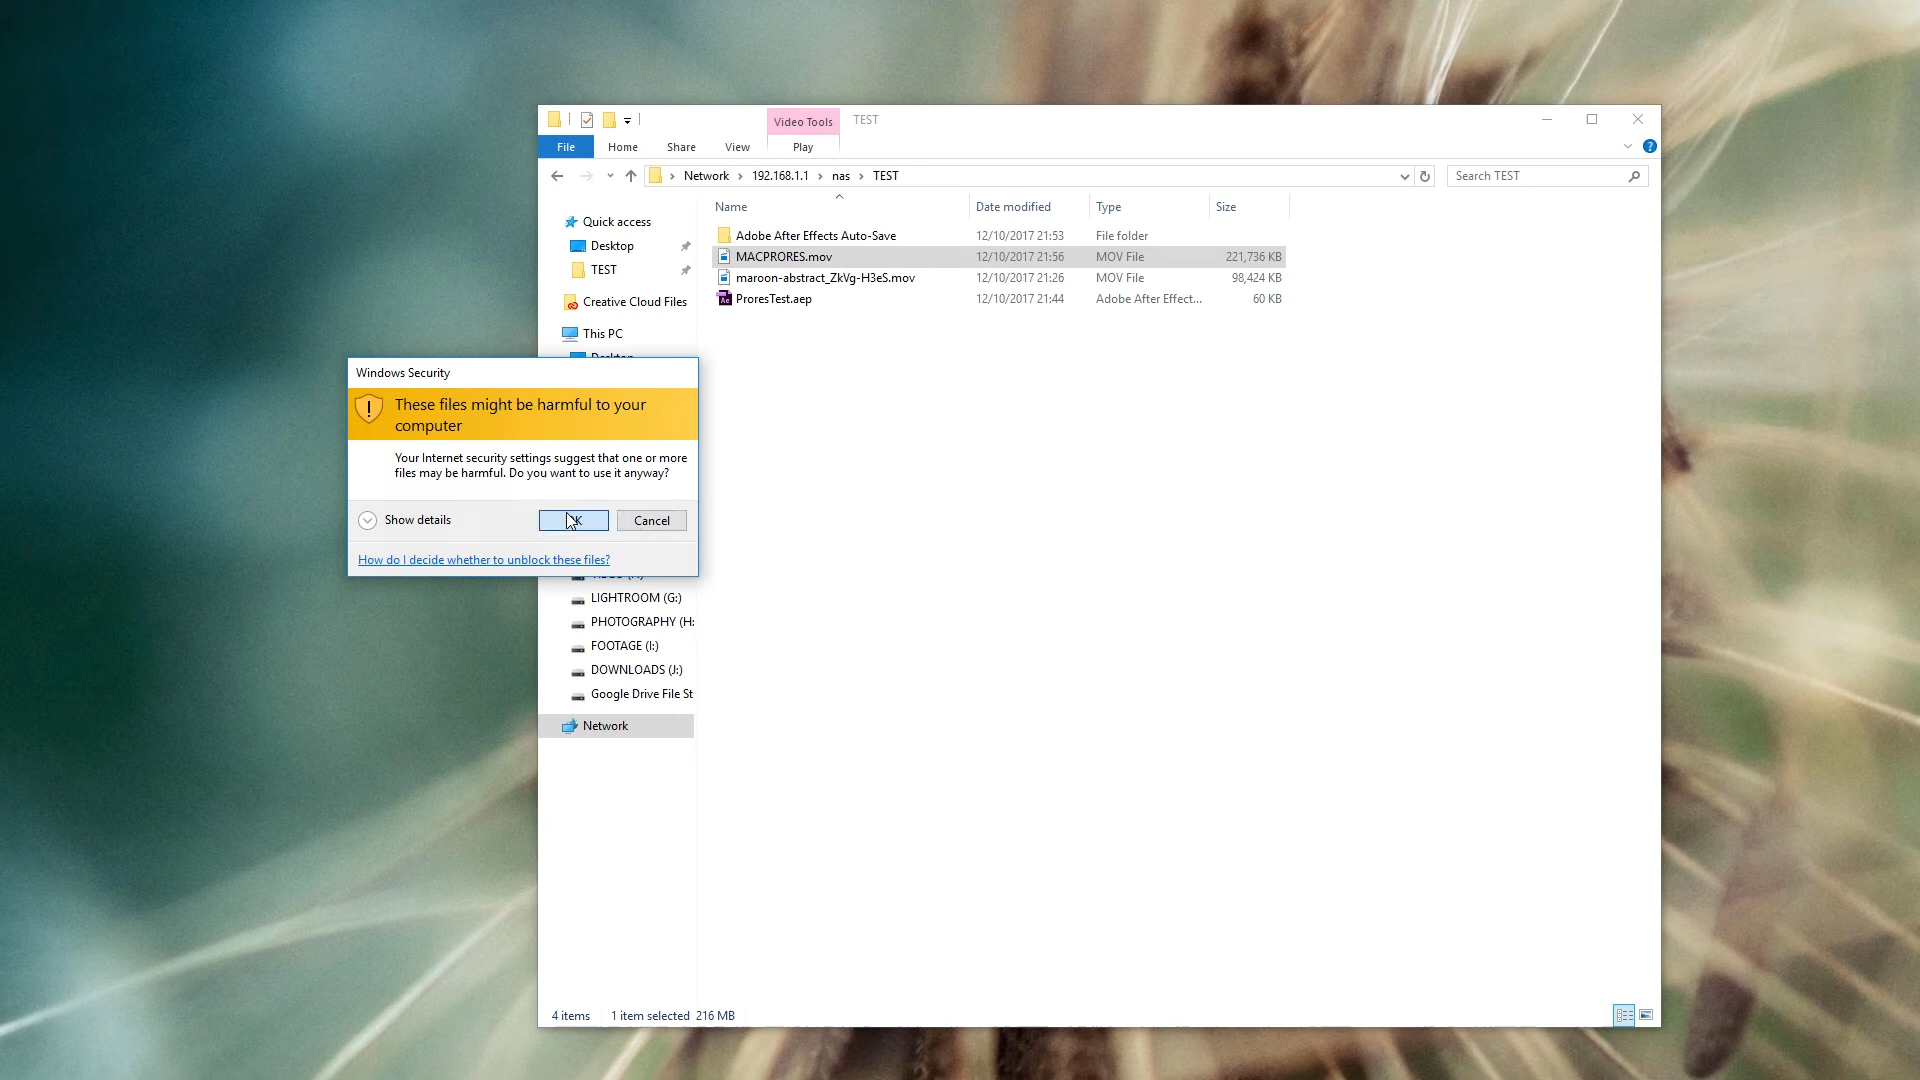 Video Tools
TEST
File
Home
Share
View
Play
Network
192.168.1.1
nas
TEST
Search TEST
Name
Date modified
Type
Size
Quick access
Desktop
TEST
Creative Cloud Files
This PC
Adobe After Effects Auto-Save 12/10/2017 21:53 File folder
MACPRORES.mov 12/10/2017 21:56 MOV File 221,736 KB
maroon-abstract_ZkVg-H3eS.mov 12/10/2017 21:26 MOV File 98,424 KB
ProresTest.aep 12/10/2017 21:44 Adobe After Effect... 60 KB
Windows Security
These files might be harmful to your
computer
Your Internet security settings suggest that one or more
files may be harmful. Do you want to use it anyway?
Show details
Cancel
How do I decide whether to unblock these files?
LIGHTROOM (G:)
PHOTOGRAPHY (H:
FOOTAGE (I:)
DOWNLOADS (J:)
Google Drive File St
Network
4 items
1 item selected 216 MB